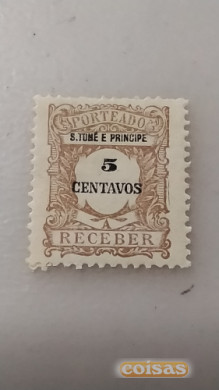 PORTEADO
S. TOMÉ E PRINCIPE
5
CENTAVOS
A
RECEBER
coisas